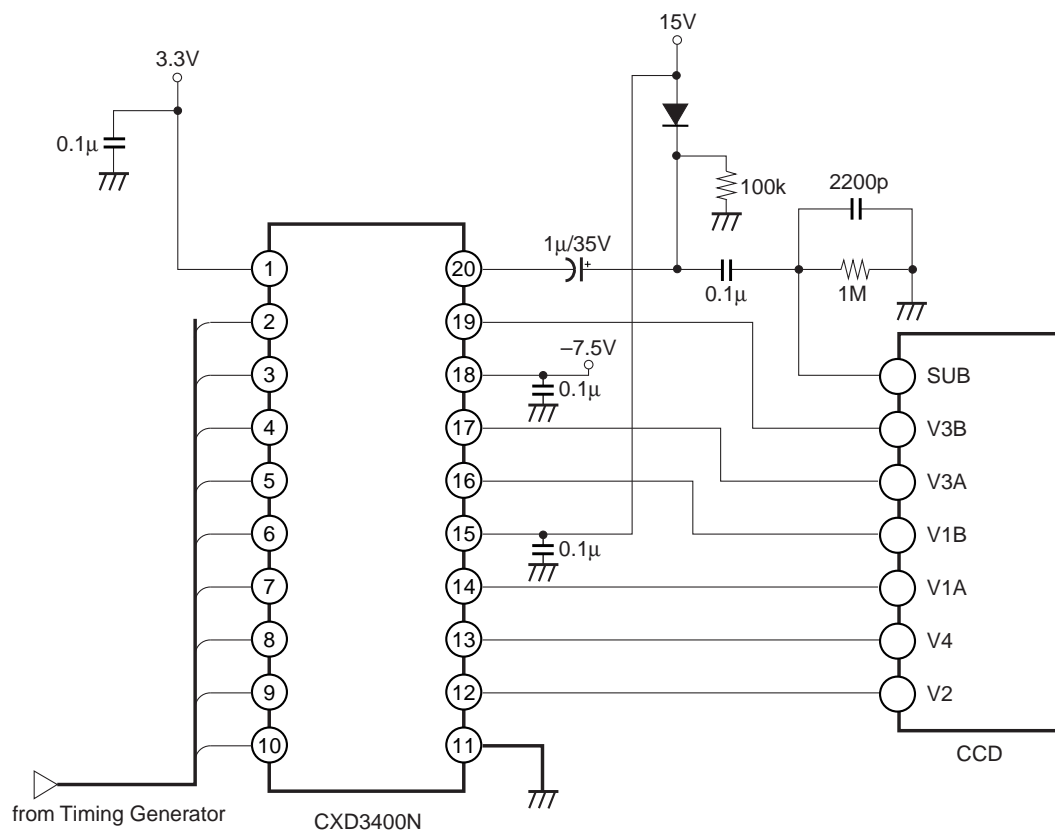 15V
3.3V
0.1μ
100k
2200p
1μ/35V
0.1μ
1M
1
2
3
4
5
6
7
8
9
10
20
19
18
17
16
15
14
13
12
11
–7.5V
0.1μ
0.1μ
SUB
V3B
V3A
V1B
V1A
V4
V2
CCD
from Timing Generator
CXD3400N